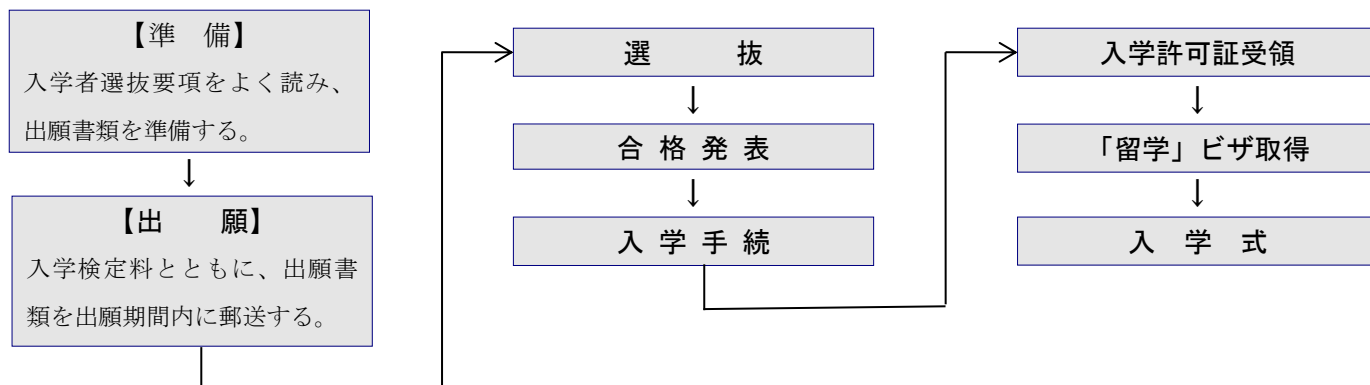 【準　備】
入学者選抜要項をよく読み、
出願書類を準備する。
↓
【出　　願】
入学検定料とともに、出願書
類を出願期間内に郵送する。
選　　抜
↓
合 格 発 表
↓
入 学 手 続
入学許可証受領
↓
「留学」ビザ取得
↓
入　学　式